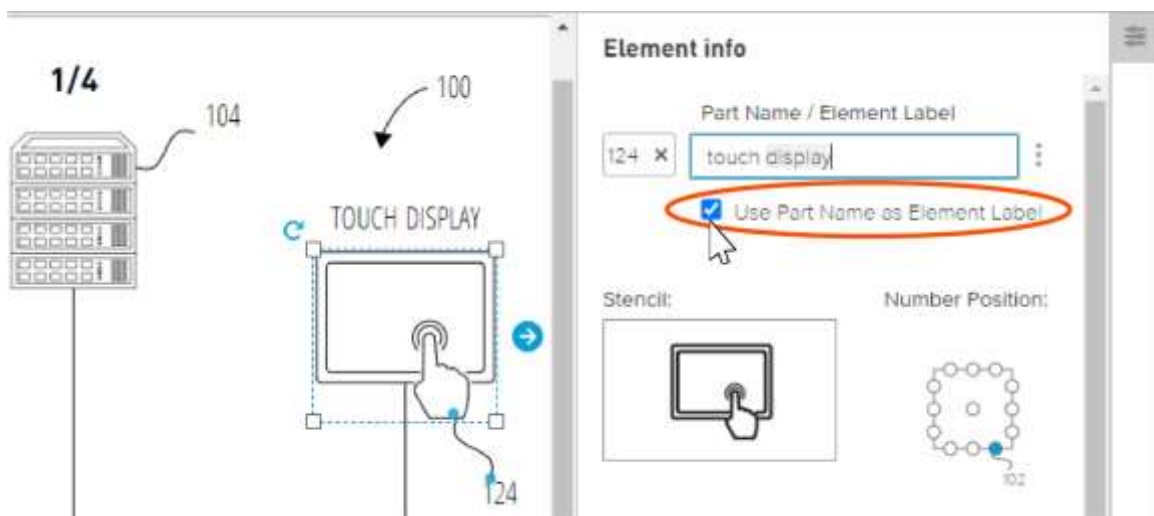 1/4
104
100
TOUCH DISPLAY
124
Element info
Part Name / Element Label
124 ×
touch display
Use Part Name as Element Label
Stencil:
Number Position:
102